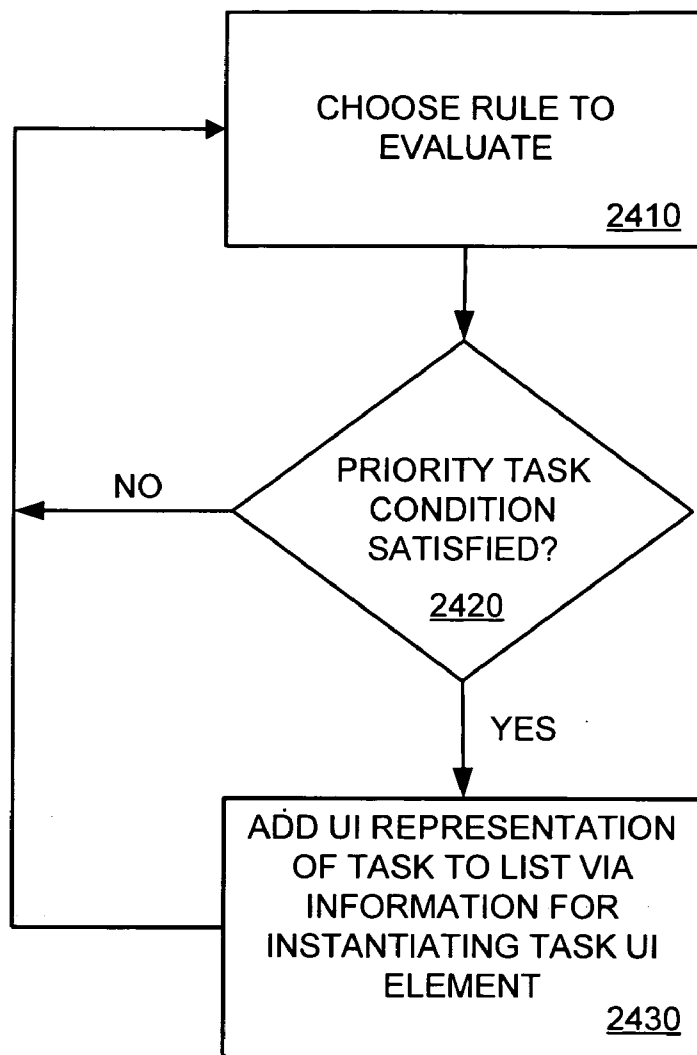 CHOOSE RULE TO
EVALUATE
2410
PRIORITY TASK
CONDITION
SATISFIED?
2420
NO
YES
ADD UI REPRESENTATION
OF TASK TO LIST VIA
INFORMATION FOR
INSTANTIATING TASK UI
ELEMENT
2430